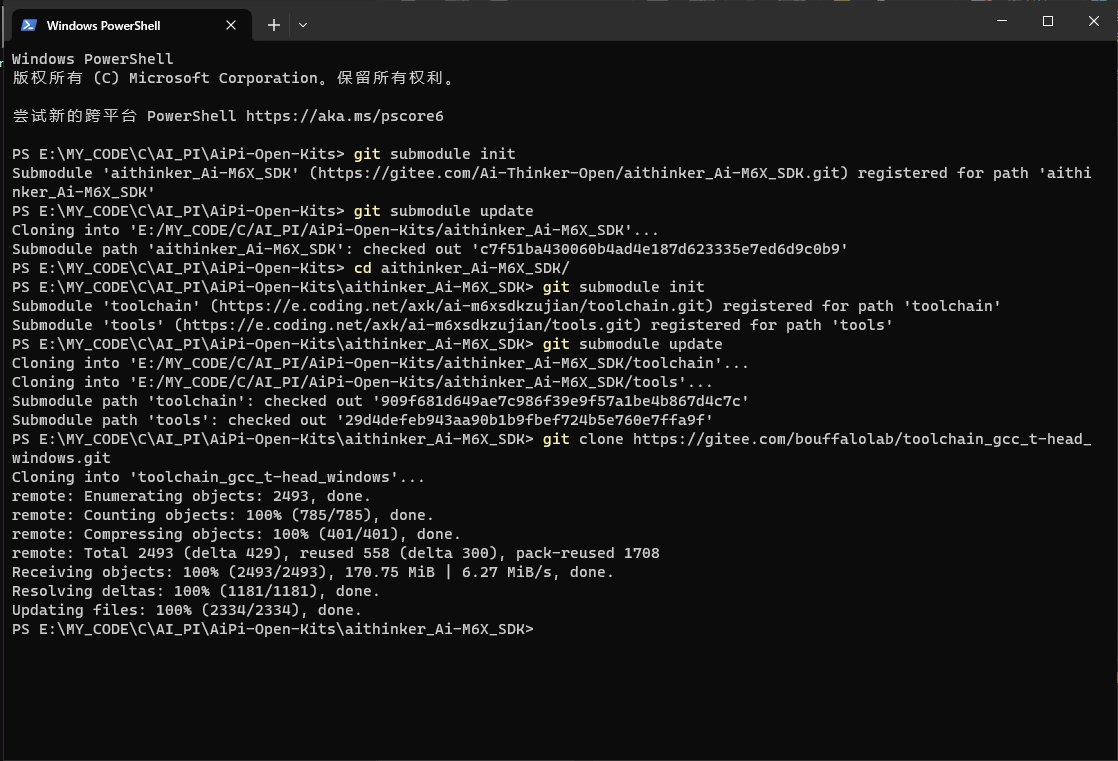 Windows PowerShell
Windows PowerShell
版权所有 (C) Microsoft Corporation。保留所有权利。
尝试新的跨平台 PowerShell https://aka.ms/pscore6
PS E:\MY_CODE\C\AI_PI\AiPi-Open-Kits> git submodule init
Submodule 'aithinker_Ai-M6X_SDK' (https://gitee.com/Ai-Thinker-Open/aithinker_Ai-M6X_SDK.git) registered for path 'aithi
nker_Ai-M6X_SDK'
PS E:\MY_CODE\C\AI_PI\AiPi-Open-Kits> git submodule update
Cloning into 'E:/MY_CODE/C/AI_PI/AiPi-Open-Kits/aithinker_Ai-M6X_SDK'...
Submodule path 'aithinker_Ai-M6X_SDK': checked out 'c7f51ba430060b4ad4e187d623335e7ed6d9c0b9'
PS E:\MY_CODE\C\AI_PI\AiPi-Open-Kits> cd aithinker_Ai-M6X_SDK/
PS E:\MY_CODE\C\AI_PI\AiPi-Open-Kits\aithinker_Ai-M6X_SDK> git submodule init
Submodule 'toolchain' (https://e.coding.net/axk/ai-m6xsdkzujian/toolchain.git) registered for path 'toolchain'
Submodule 'tools' (https://e.coding.net/axk/ai-m6xsdkzujian/tools.git) registered for path 'tools'
PS E:\MY_CODE\C\AI_PI\AiPi-Open-Kits\aithinker_Ai-M6X_SDK> git submodule update
Cloning into 'E:/MY_CODE/C/AI_PI/AiPi-Open-Kits/aithinker_Ai-M6X_SDK/toolchain'...
Cloning into 'E:/MY_CODE/C/AI_PI/AiPi-Open-Kits/aithinker_Ai-M6X_SDK/tools'...
Submodule path 'toolchain': checked out '909f681d649ae7c986f39e9f57a1be4b867d4c7c'
Submodule path 'tools': checked out '29d4defeb943aa90b1b9fbef724b5e760e7ffa9f'
PS E:\MY_CODE\C\AI_PI\AiPi-Open-Kits\aithinker_Ai-M6X_SDK> git clone https://gitee.com/bouffalolab/toolchain_gcc_t-head_
windows.git
Cloning into 'toolchain_gcc_t-head_windows'...
remote: Enumerating objects: 2493, done.
remote: Counting objects: 100% (785/785), done.
remote: Compressing objects: 100% (401/401), done.
remote: Total 2493 (delta 429), reused 558 (delta 300), pack-reused 1708
Receiving objects: 100% (2493/2493), 170.75 MiB | 6.27 MiB/s, done.
Resolving deltas: 100% (1181/1181), done.
Updating files: 100% (2334/2334), done.
PS E:\MY_CODE\C\AI_PI\AiPi-Open-Kits\aithinker_Ai-M6X_SDK>